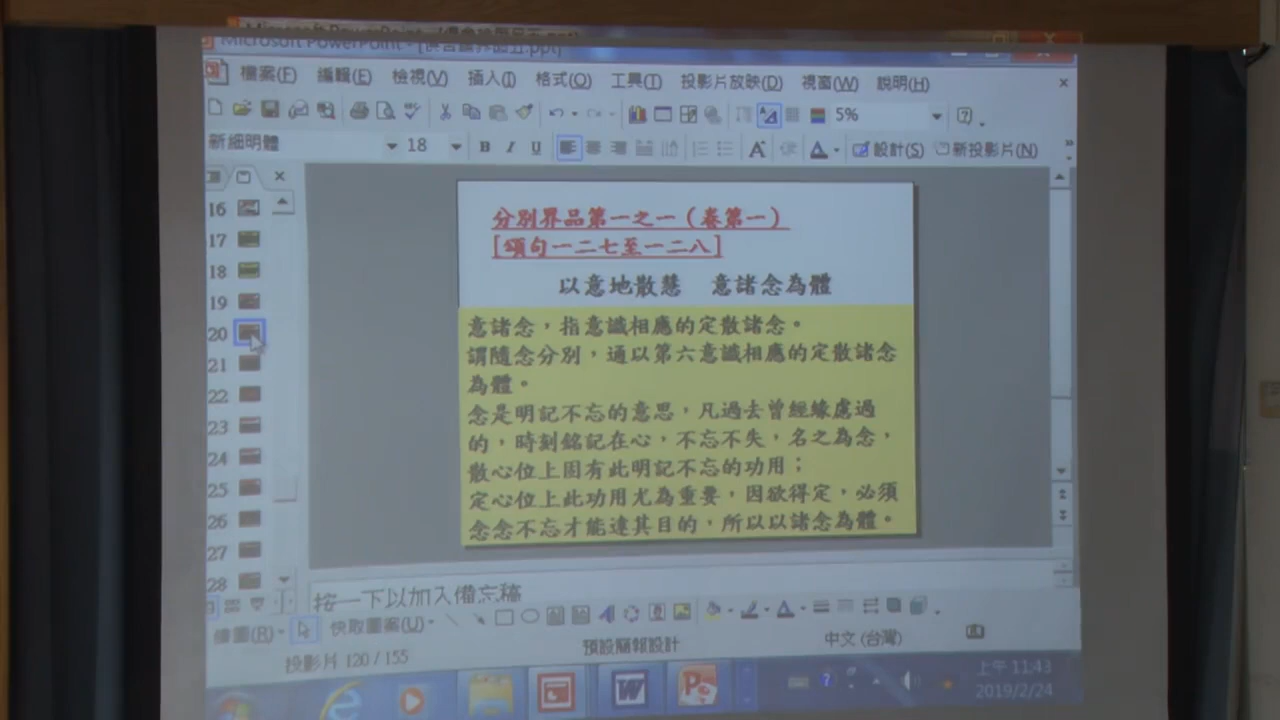 Microsoft PowerPoint
檔案(F) 編輯(E) 檢視(V) 插入(I) 格式(O) 工具(T) 投影片放映(D) 視窗(W) 說明(H)
5%
新細明體 18 B I U A A 設計(S) 新投影片(N)
16
17
18
19
20
21
22
23
24
25
26
27
28
分別界品第一之一(卷第一)
[頌句一二七至一二八]
以意地散慧 意諸念為體
意諸念,指意識相應的定散諸念。
謂隨念分別,通以第六意識相應的定散諸念
為體。
念是明記不忘的意思,凡過去曾經緣慮過
的,時刻銘記在心,不忘不失,名之為念,
散心位上固有此明記不忘的功用;
定心位上此功用尤為重要,因欲得定,必須
念念不忘才能達其目的,所以以諸念為體。
按一下以加入備忘稿
繪圖(R) 快取圖案(U)
投影片 120 / 155 預設簡報設計 中文 (台灣)
上午 11:43
2019/2/24